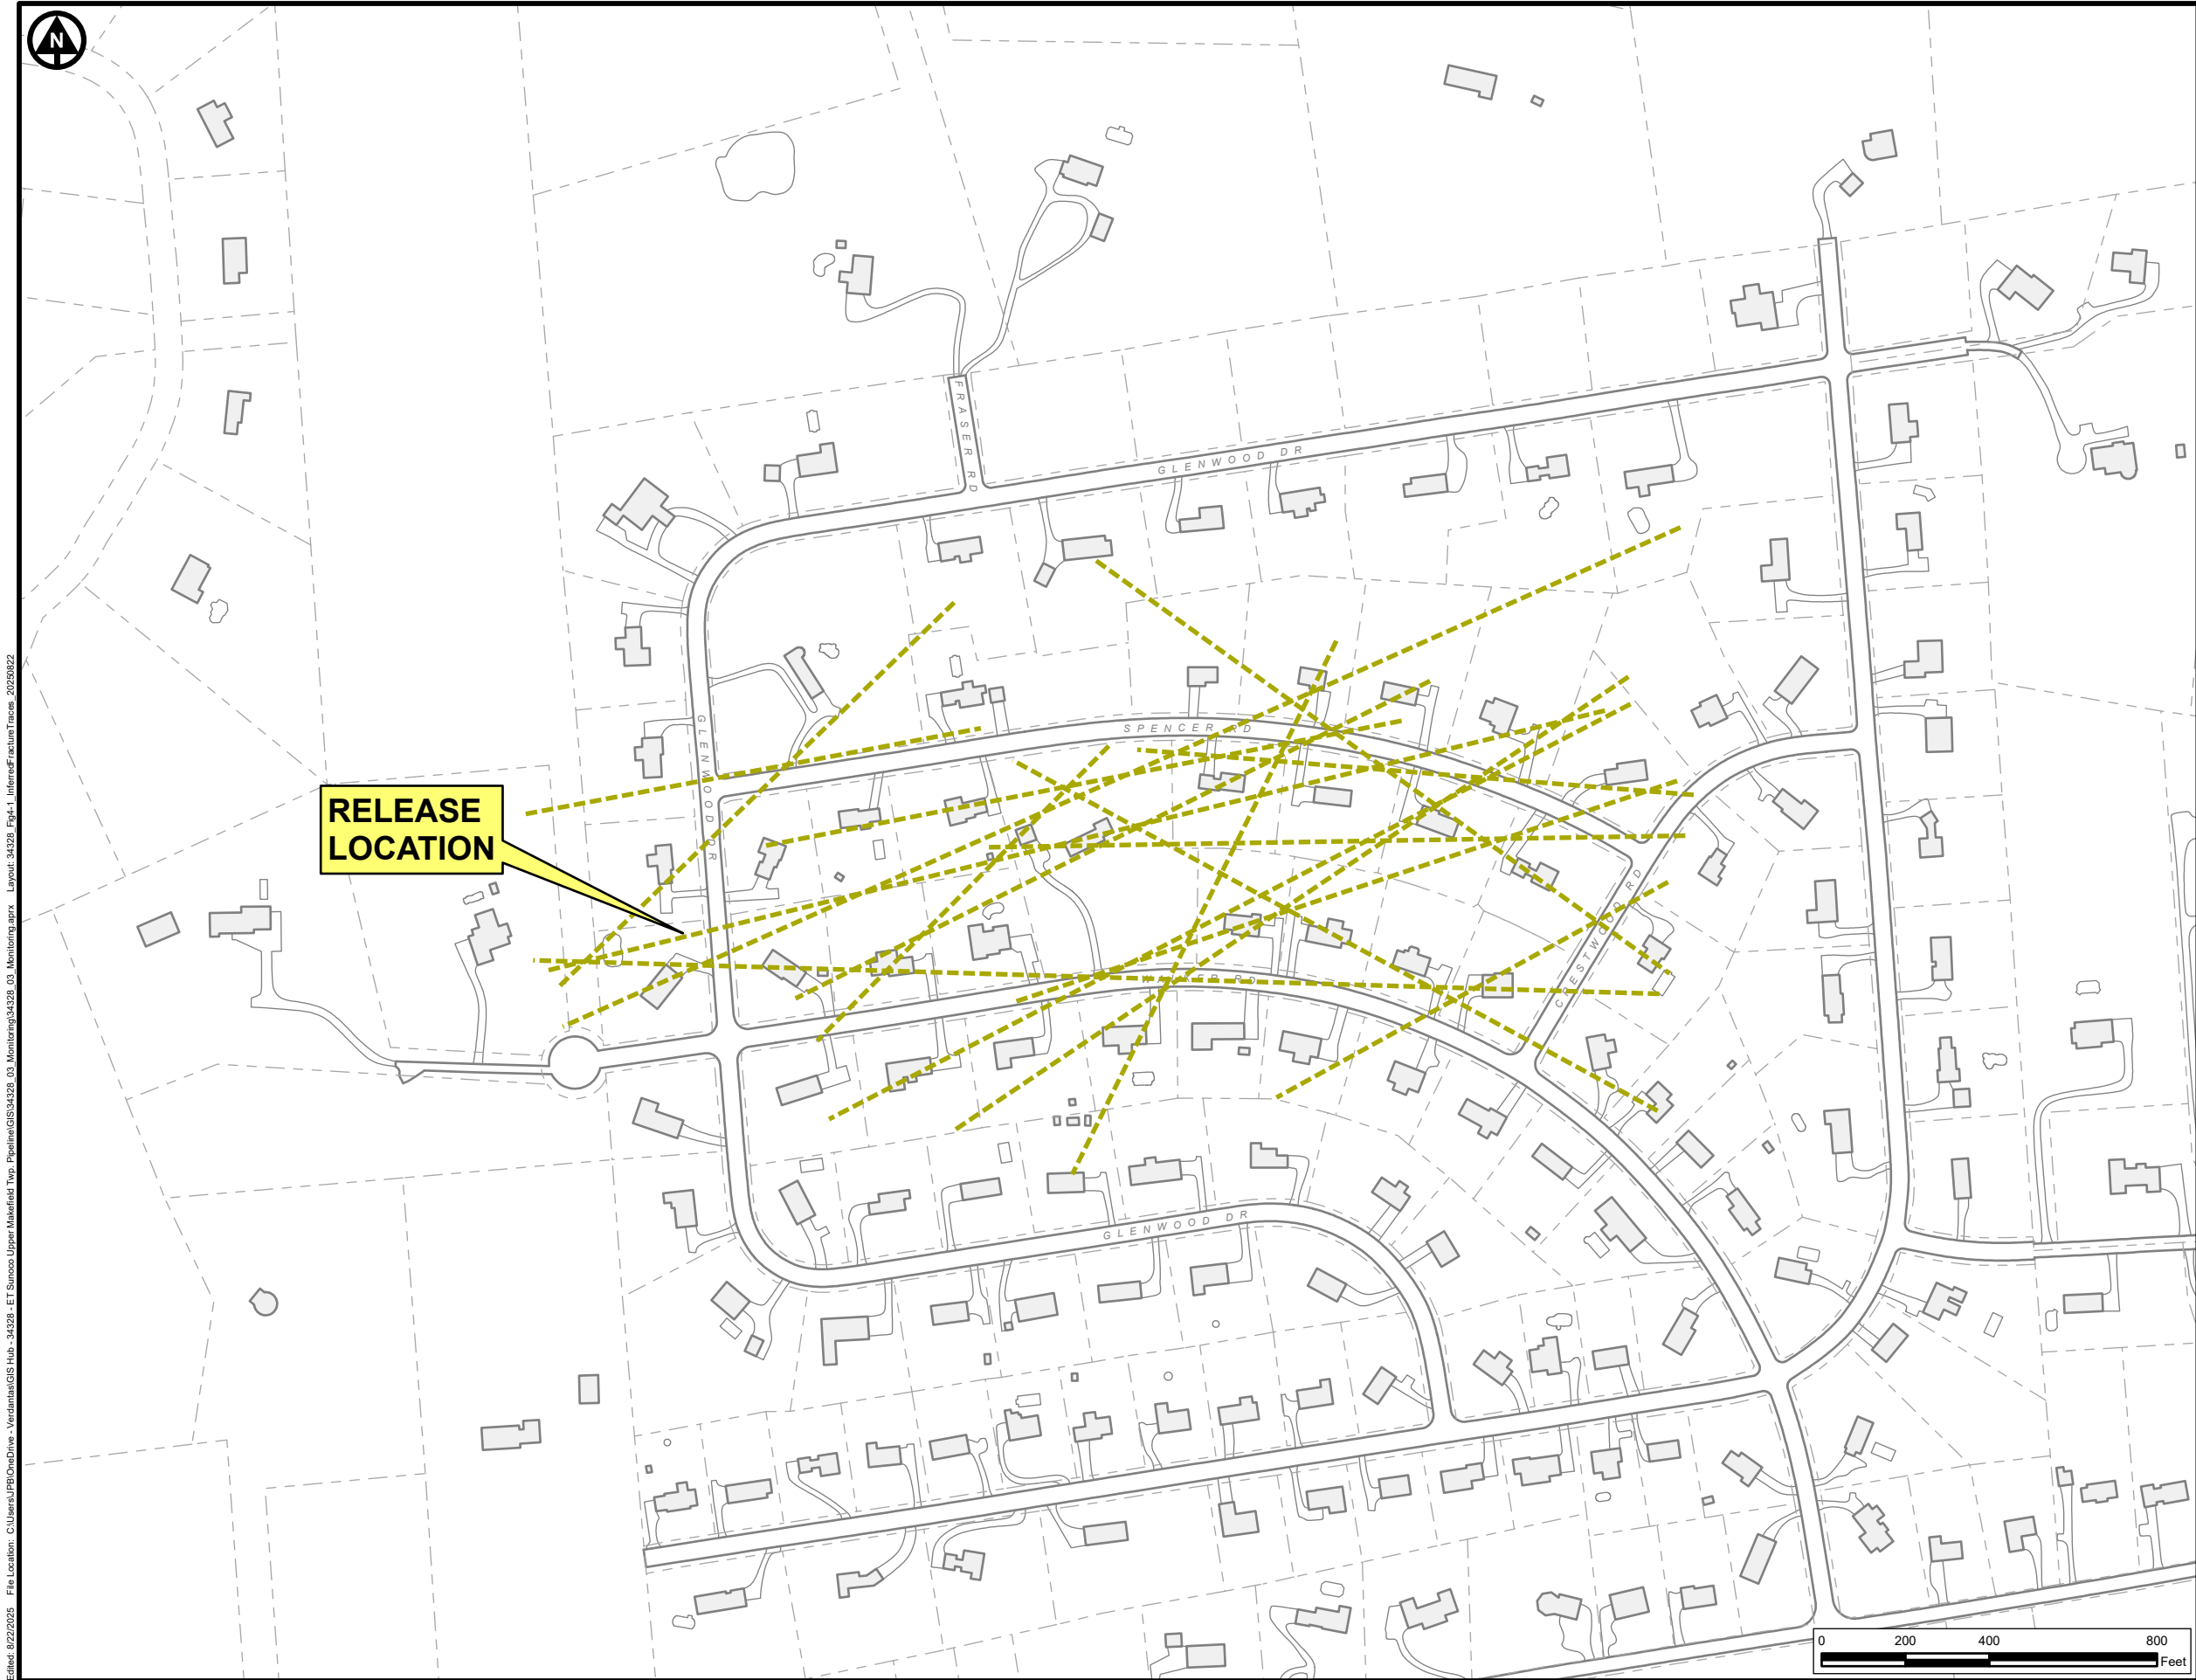 N
FRASER RD
GLENWOOD DR
SPENCER RD
GLENWOOD DR
RELEASE
LOCATION
CRESTWOOD RD
WALKER RD
GLENWOOD DR
0 200 400 800
Feet
Edited: 8/22/2025 File Location: C:\Users\JPB\OneDrive - Verdantas\GIS Hub - 34328 - ET Sunoco Upper Makefield Twp. Pipeline\GIS\34328_03_Monitoring\34328_03_Monitoring.aprx Layout: 34328_Fig4-1_InferredFractureTraces_20250822